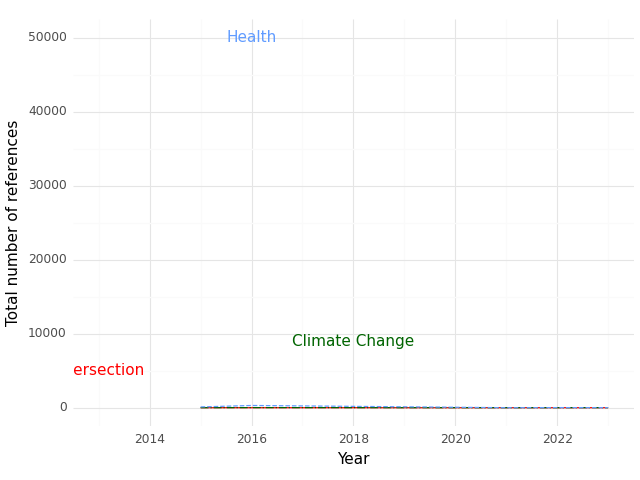 50000
Health
40000
30000
20000
10000
Climate Change
ersection
0
2014 2016 2018 2020 2022
Year
Total number of references